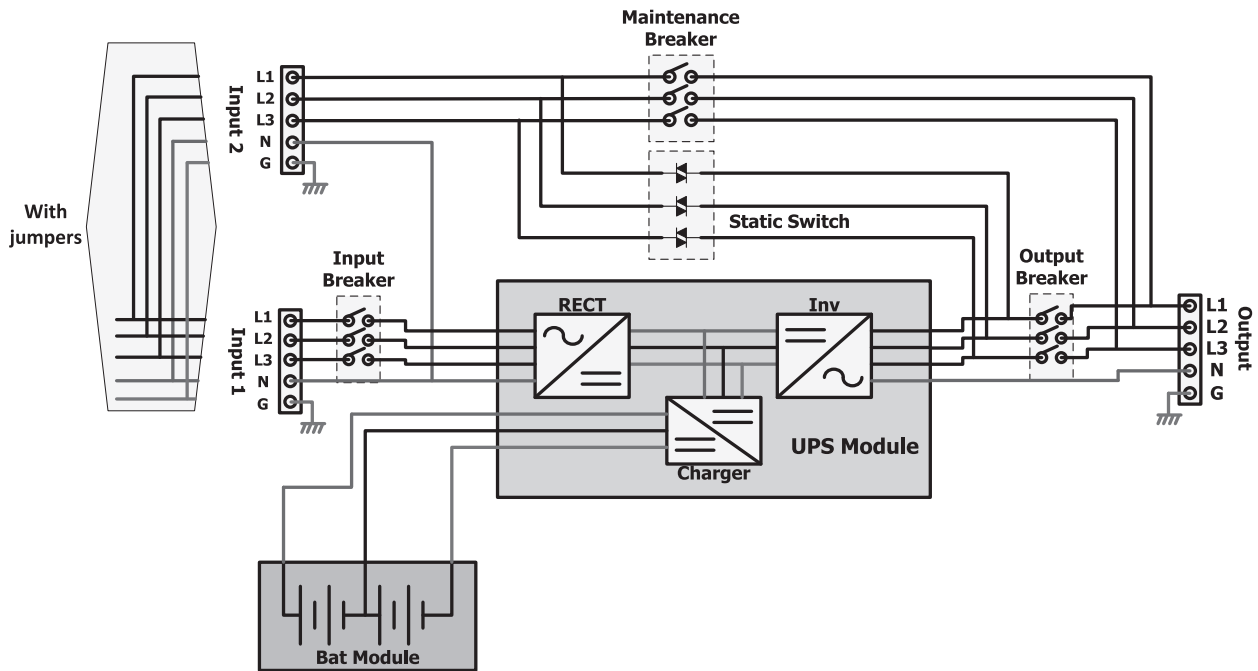 Maintenance
Breaker
L1
L2
L3
N
G
Input 2
With
jumpers
Static Switch
Input
Breaker
Output
Breaker
L1
L2
L3
N
G
Input 1
RECT
Inv
L1
L2
L3
N
G
Output
Charger
UPS Module
Bat Module